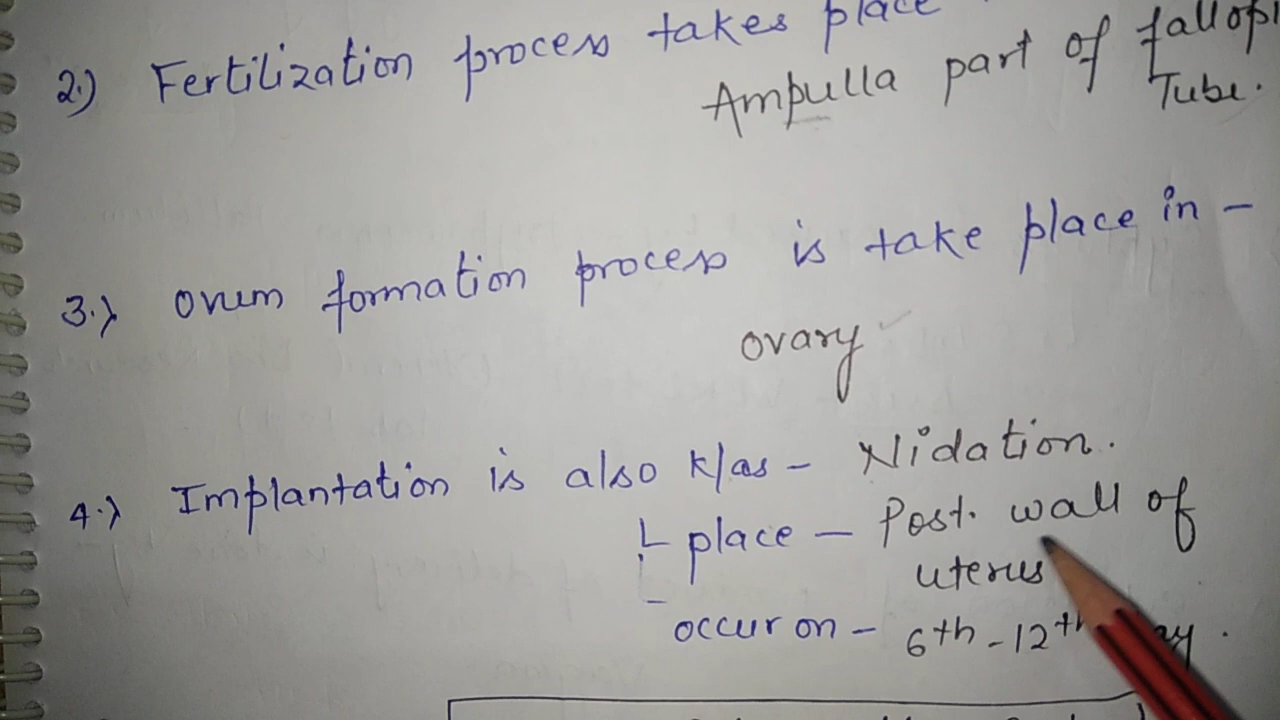 2.) Fertilization process takes place
Ampulla part of fallopi
Tube.
3.) ovum formation process is take place in -
ovary
4.) Implantation is also k/as - Nidation.
place - Post. wall of
uterus
occur on - 6th - 12th